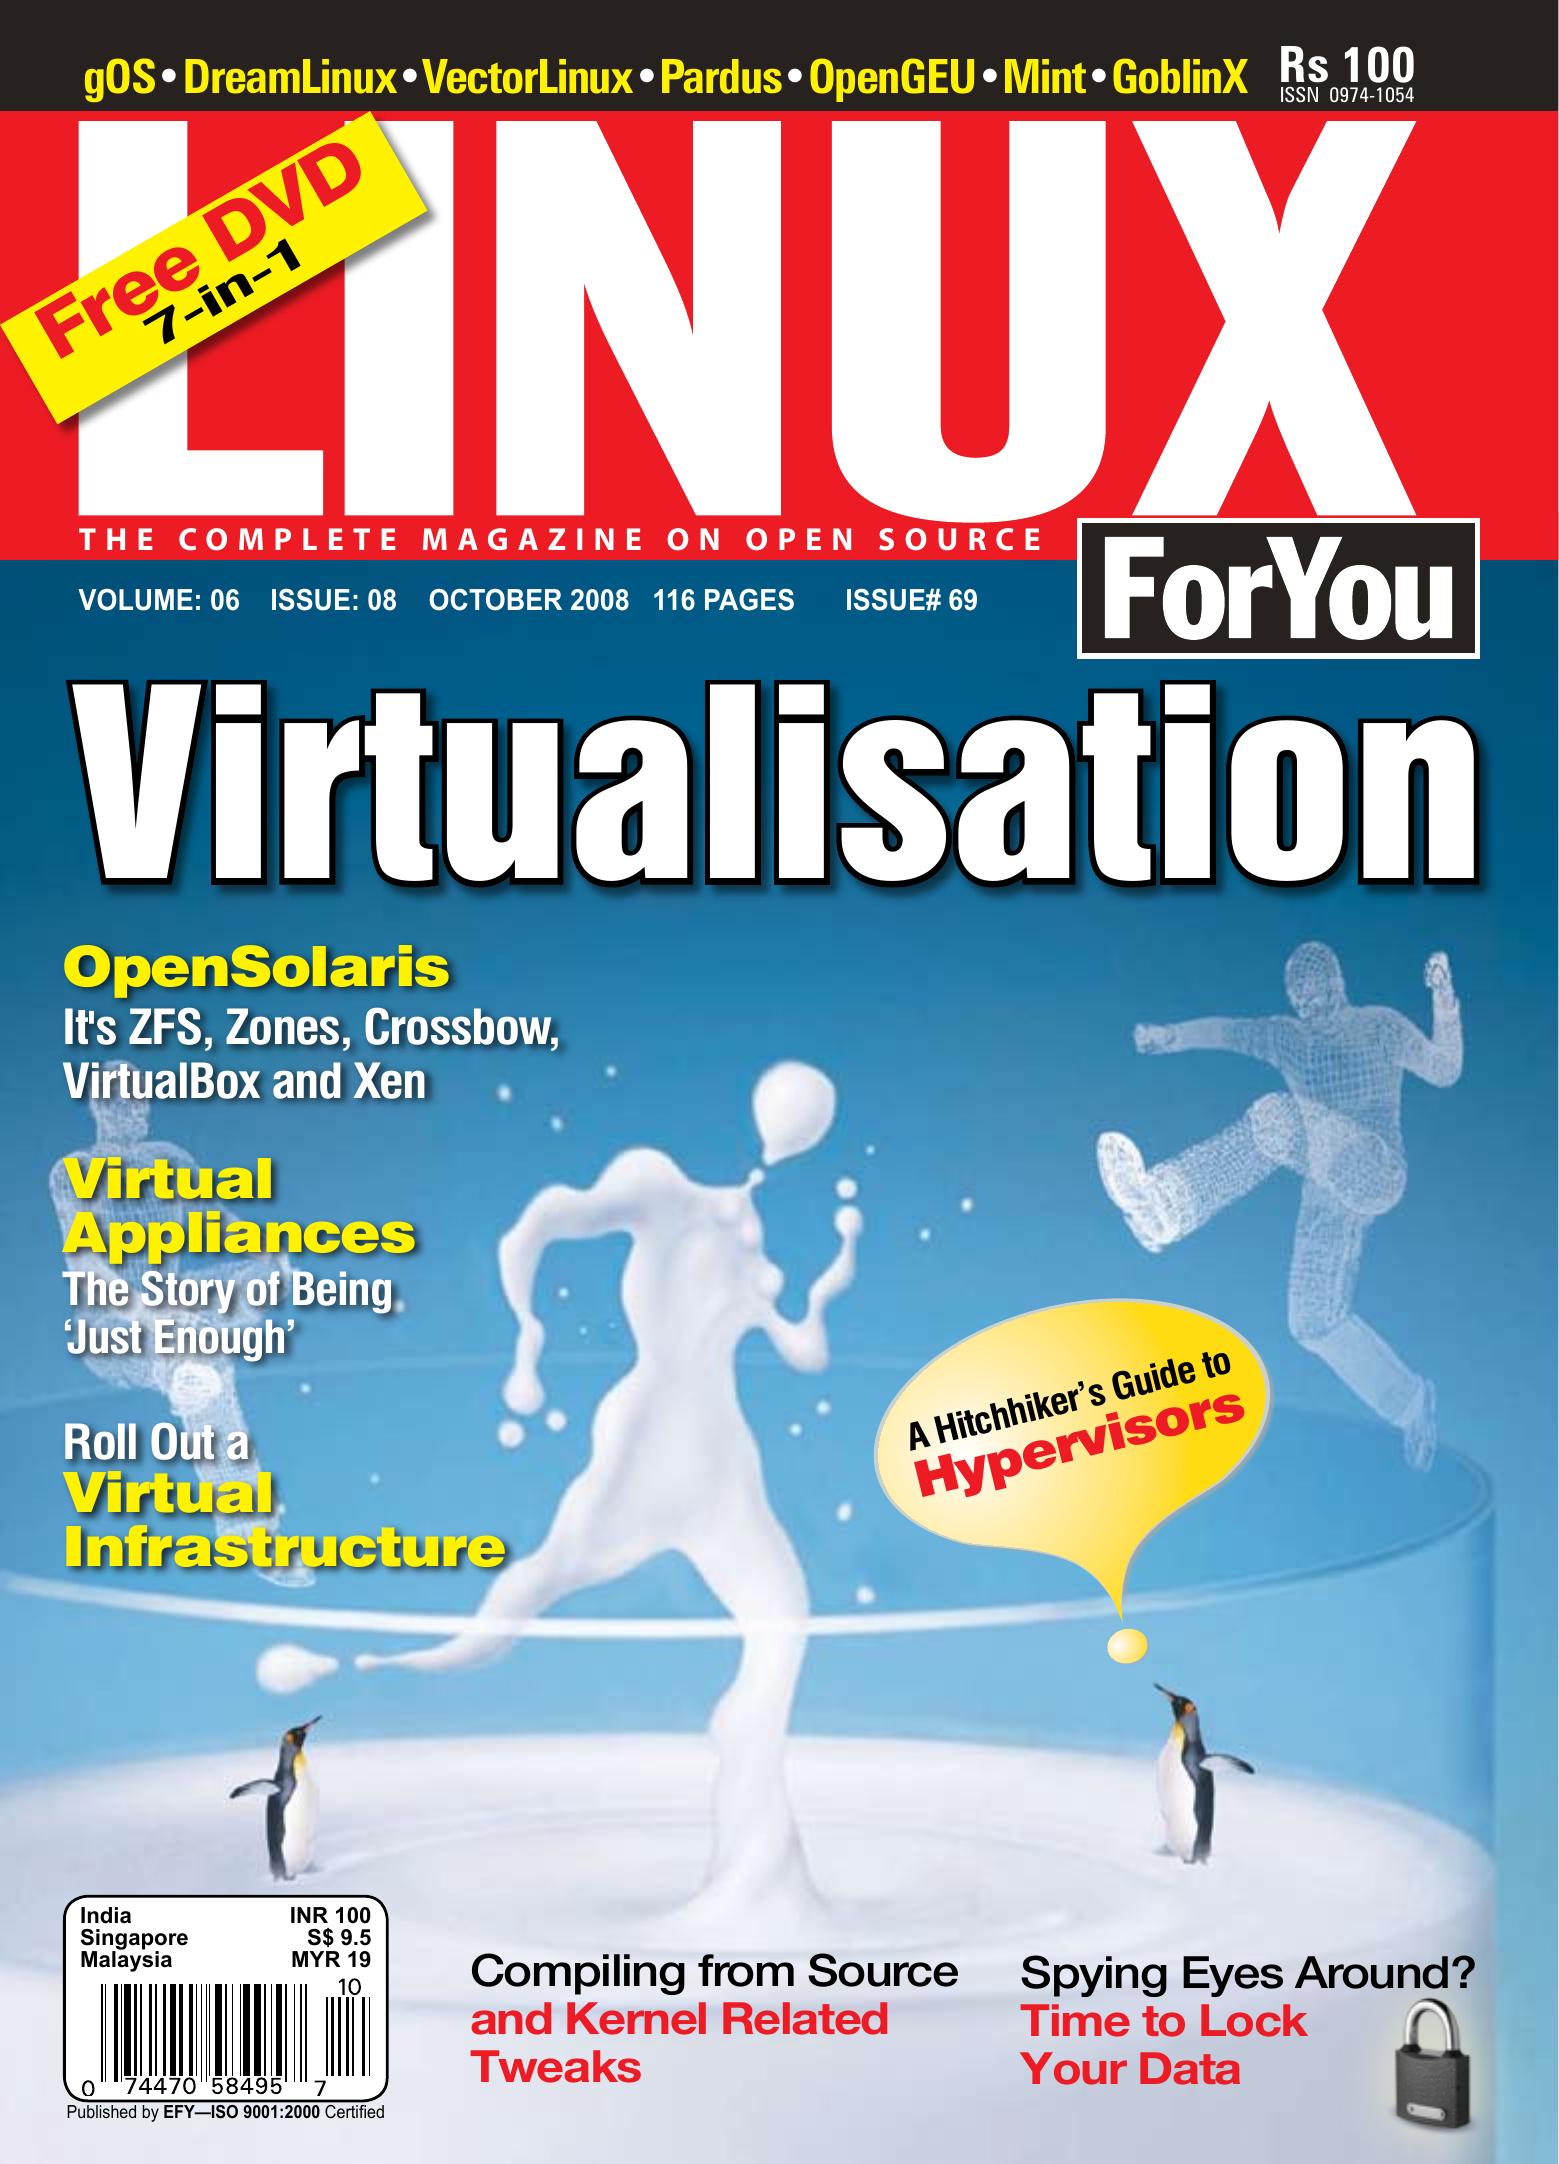 gOS • DreamLinux • VectorLinux • Pardus • OpenGEU • Mint • GoblinX
Rs 100
ISSN 0974-1054
Free DVD
7-in-1
LINUX
THE COMPLETE MAGAZINE ON OPEN SOURCE
ForYou
VOLUME: 06 ISSUE: 08 OCTOBER 2008 116 PAGES ISSUE# 69
Virtualisation
OpenSolaris
It's ZFS, Zones, Crossbow,
VirtualBox and Xen
Virtual
Appliances
The Story of Being
‘Just Enough’
Roll Out a
Virtual
Infrastructure
A Hitchhiker’s Guide to
Hypervisors
India INR 100
Singapore S$ 9.5
Malaysia MYR 19
10
0 74470 58495 7
Published by EFY—ISO 9001:2000 Certified
Compiling from Source
and Kernel Related
Tweaks
Spying Eyes Around?
Time to Lock
Your Data